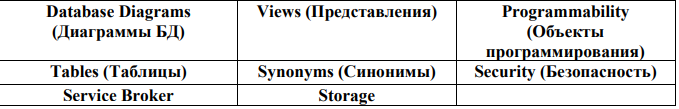 Database Diagrams
(Диаграммы БД)
Views (Представления)
Programmability
(Объекты
программирования)
Tables (Таблицы)
Synonyms (Синонимы)
Security (Безопасность)
Service Broker
Storage